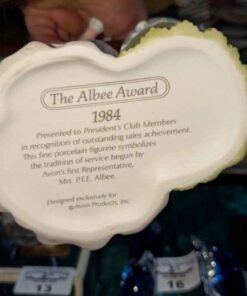 The Albee Award
1984
Presented to President's Club Members
in recognition of outstanding sales achievement.
This fine porcelain figurine symbolizes
the tradition of service begun by
Avon's first Representative,
Mrs. P.F.E. Albee.
Designed exclusively for
© Avon Products, Inc.
13
16